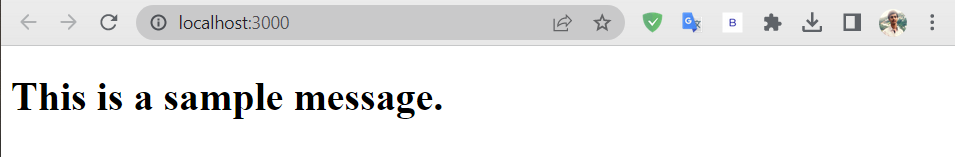 localhost:3000
B
This is a sample message.